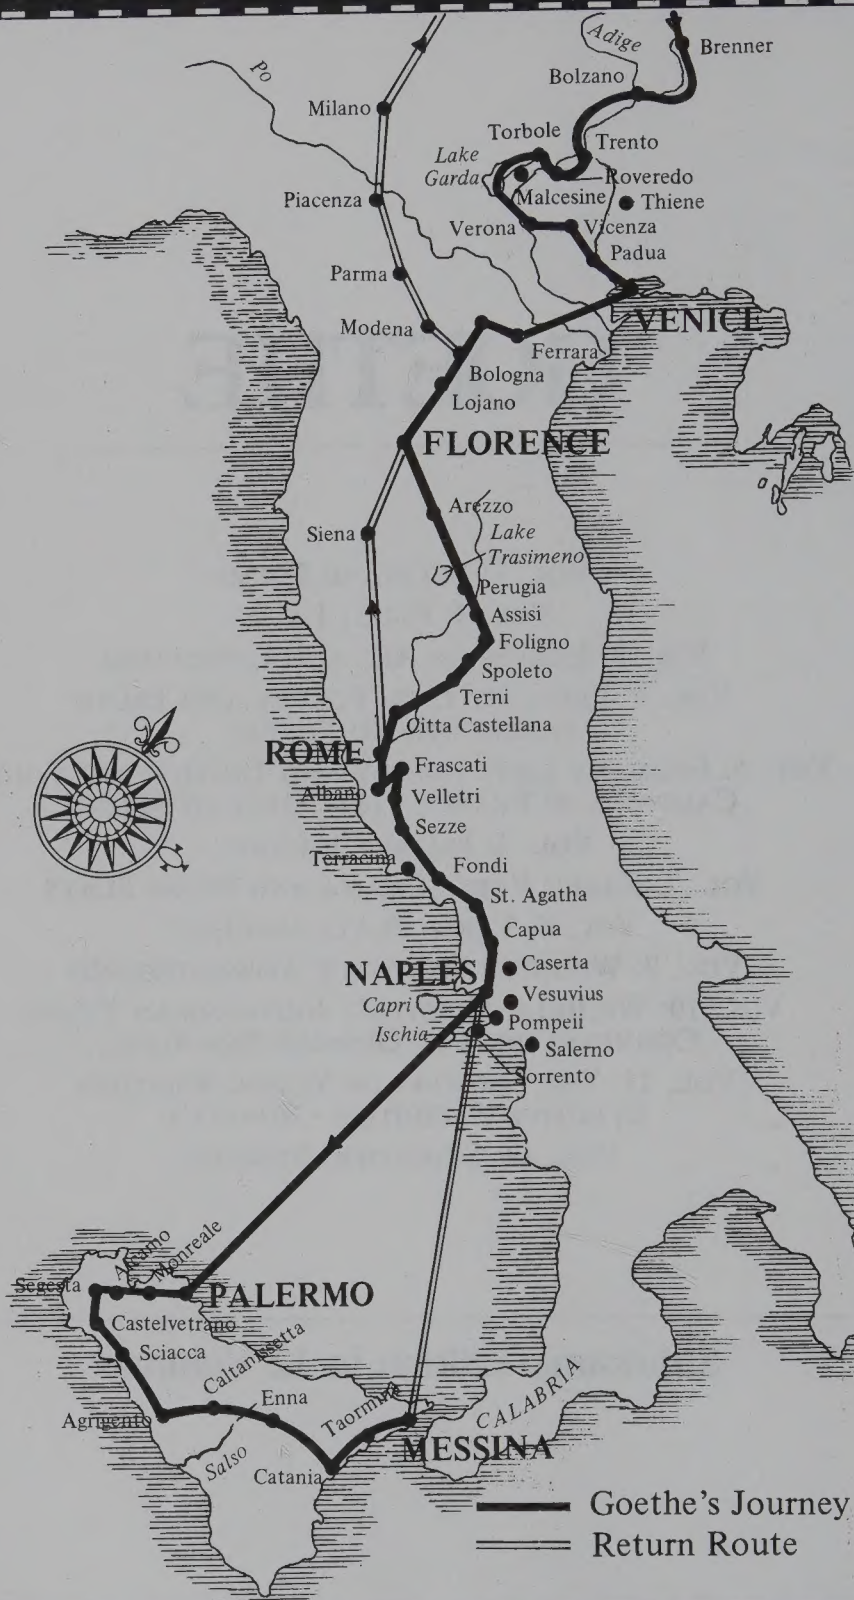 Adige
Brenner
Po
Bolzano
Milano
Torbole
Trento
Lake
Garda
Roveredo
Malcesine
Thiene
Piacenza
Verona
Vicenza
Padua
Parma
VENICE
Modena
Ferrara
Bologna
Lojano
FLORENCE
Arezzo
Siena
Lake
Trasimeno
Perugia
Assisi
Foligno
Spoleto
Terni
Citta Castellana
ROME
Frascati
Albano
Velletri
Sezze
Terracina
Fondi
St. Agatha
Capua
Caserta
NAPLES
Vesuvius
Capri
Pompeii
Ischia
Salerno
Sorrento
Alcamo
Monreale
Segesta
PALERMO
Castelvetrano
Sciacca
Caltanissetta
Enna
Taormina
Agrigento
CALABRIA
MESSINA
Salso
Catania
Goethe's Journey
Return Route